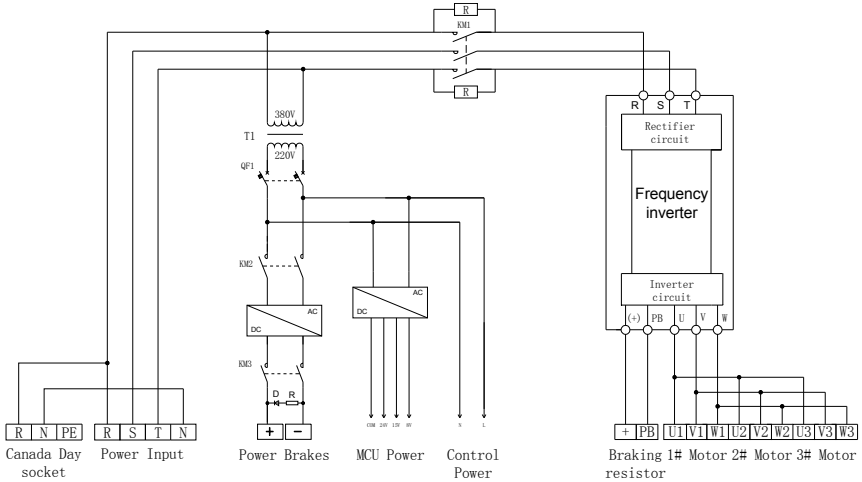 R
KM1
R
380V
T1
220V
QF1
R S T
Rectifier
circuit
Frequency
inverter
Inverter
circuit
(+) PB U V W
KM2
AC
DC
AC
DC
KM3
D R
COM 24V 15V 8V
N L
+ −
R N PE
R S T N
+ PB
U1 V1 W1 U2 V2 W2 U3 V3 W3
Canada Day
socket
Power Input
Power Brakes
MCU Power
Control
Power
Braking
resistor
1# Motor 2# Motor 3# Motor